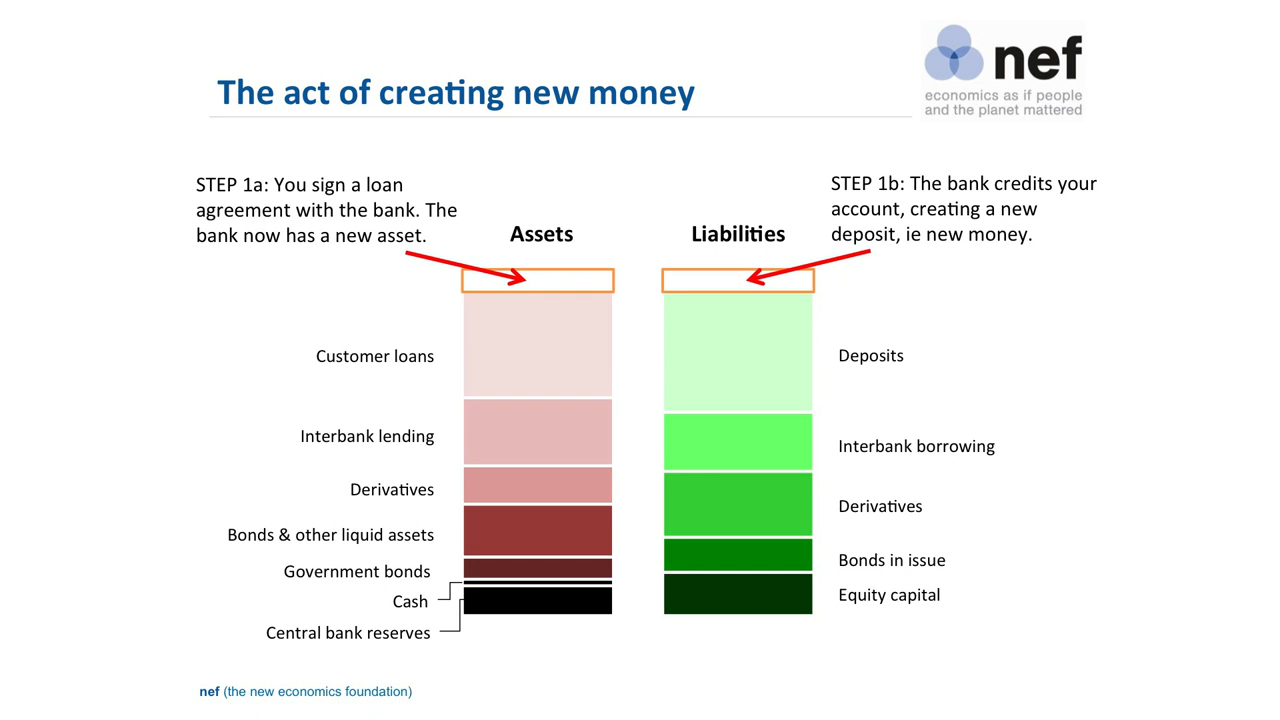 The act of creating new money
nef
economics as if people
and the planet mattered
STEP 1a: You sign a loan
agreement with the bank. The
bank now has a new asset.
STEP 1b: The bank credits your
account, creating a new
deposit, ie new money.
Assets
Liabilities
Customer loans
Interbank lending
Derivatives
Bonds & other liquid assets
Government bonds
Cash
Central bank reserves
Deposits
Interbank borrowing
Derivatives
Bonds in issue
Equity capital
nef (the new economics foundation)